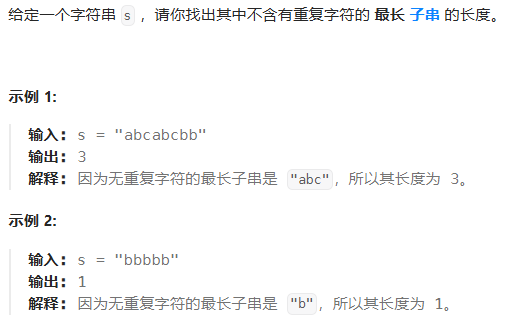 给定一个字符串 s ，请你找出其中不含有重复字符的 最长 子串 的长度。
示例 1:
输入: s = "abcabcbb"
输出: 3
解释: 因为无重复字符的最长子串是 "abc"，所以其长度为 3。
示例 2:
输入: s = "bbbbb"
输出: 1
解释: 因为无重复字符的最长子串是 "b"，所以其长度为 1。